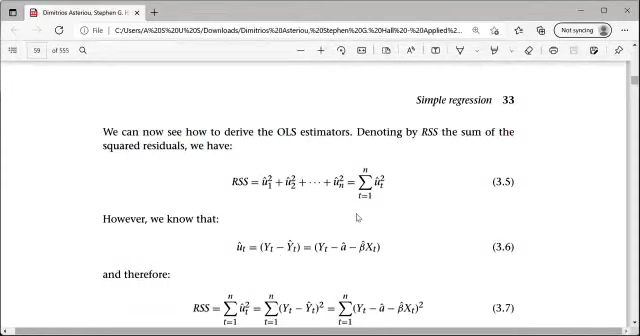 Dimitrios Asteriou, Stephen G. H
File
C:/Users/A%20S%20U%20S/Downloads/Dimitrios%20Asteriou,%20Stephen%20G.%20Hall%20-%20Applied%2...
Not syncing
59 of 555
Simple regression 33
We can now see how to derive the OLS estimators. Denoting by RSS the sum of the
squared residuals, we have:
RSS = û₁² + û₂² + ··· + ûₙ² = ∑ₜ₌₁ⁿ ûₜ² (3.5)
However, we know that:
ûₜ = (Yₜ − Ŷₜ) = (Yₜ − â − β̂Xₜ) (3.6)
and therefore:
RSS = ∑ₜ₌₁ⁿ ûₜ² = ∑ₜ₌₁ⁿ (Yₜ − Ŷₜ)² = ∑ₜ₌₁ⁿ (Yₜ − â − β̂Xₜ)² (3.7)